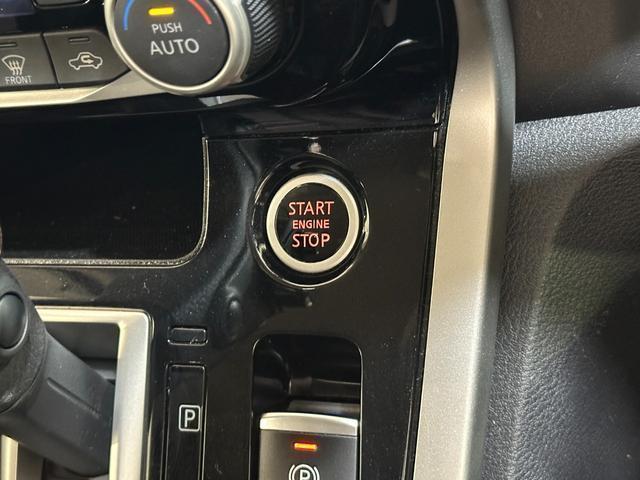 PUSH
AUTO
FRONT
START
ENGINE
STOP
P
P